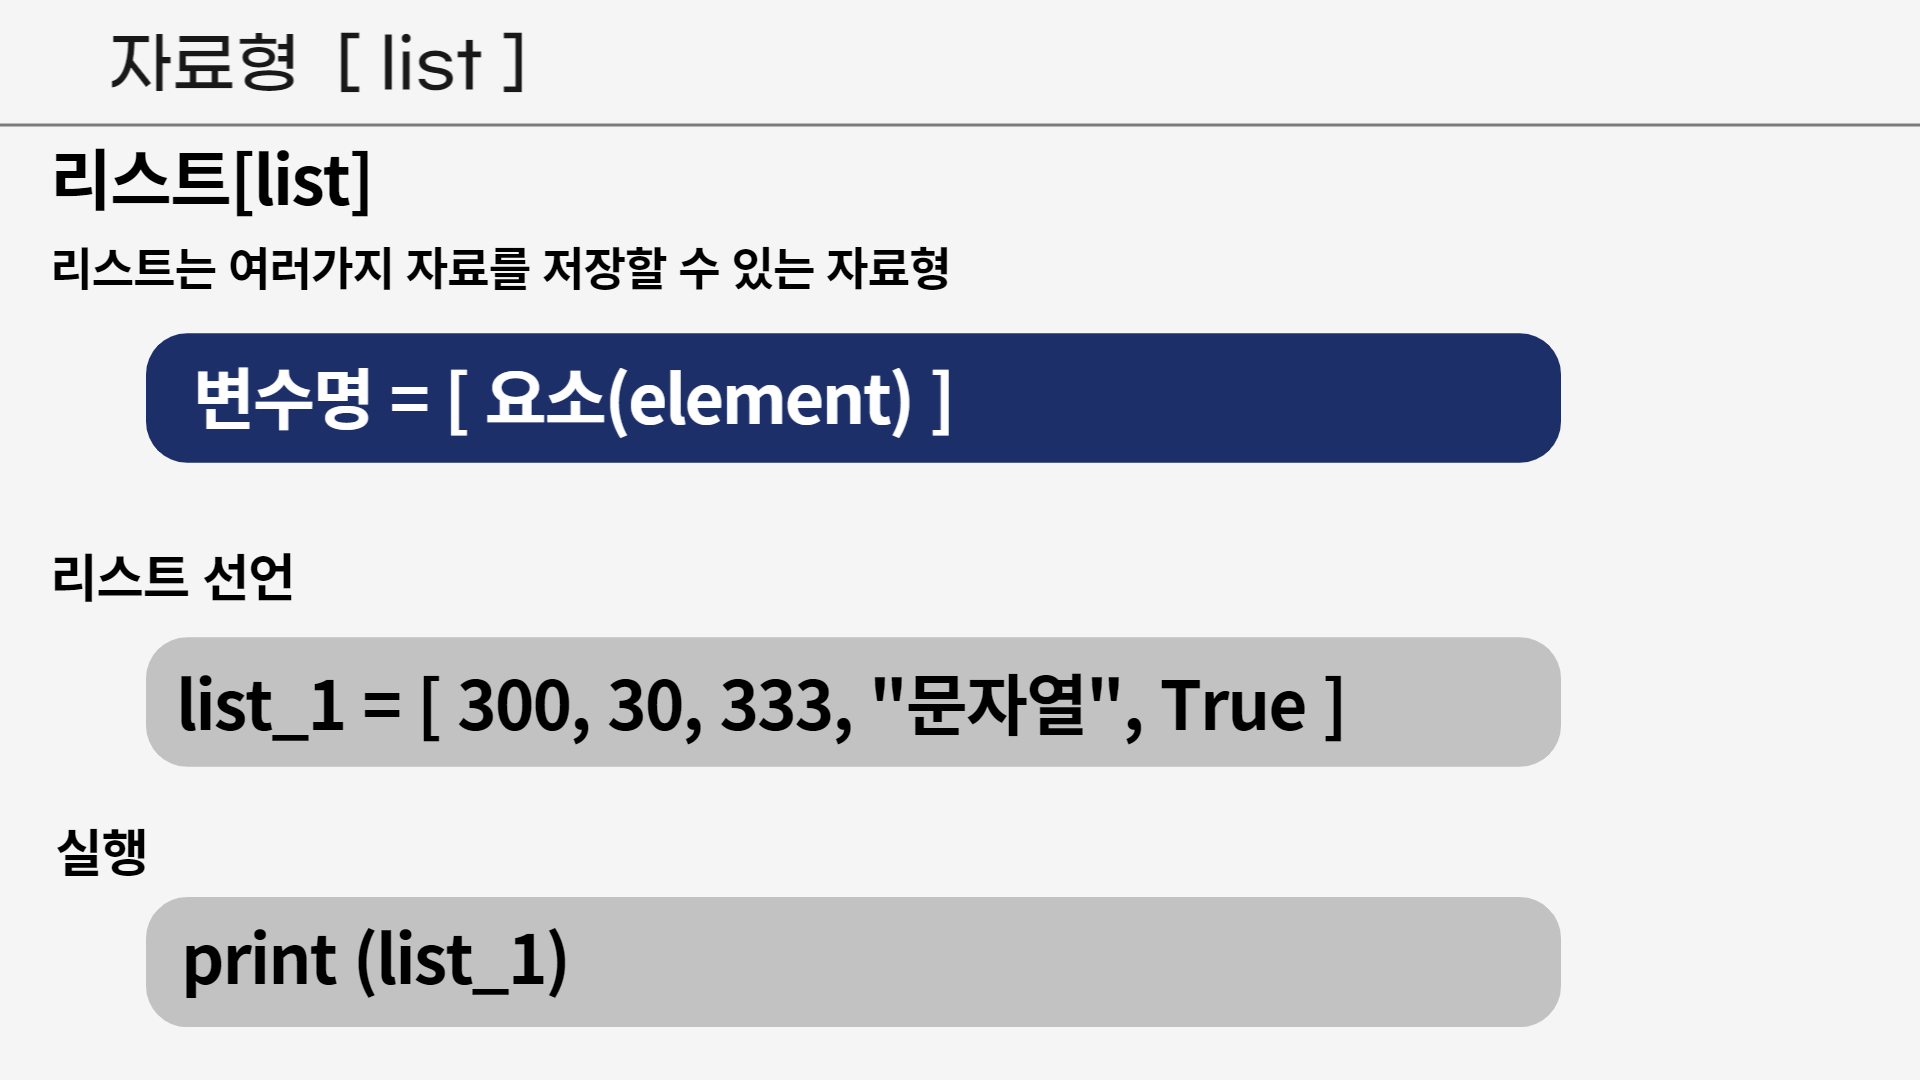 자료형 [ list ]
리스트[list]
리스트는 여러가지 자료를 저장할 수 있는 자료형
변수명 = [ 요소(element) ]
리스트 선언
list_1 = [ 300, 30, 333, "문자열", True ]
실행
print (list_1)